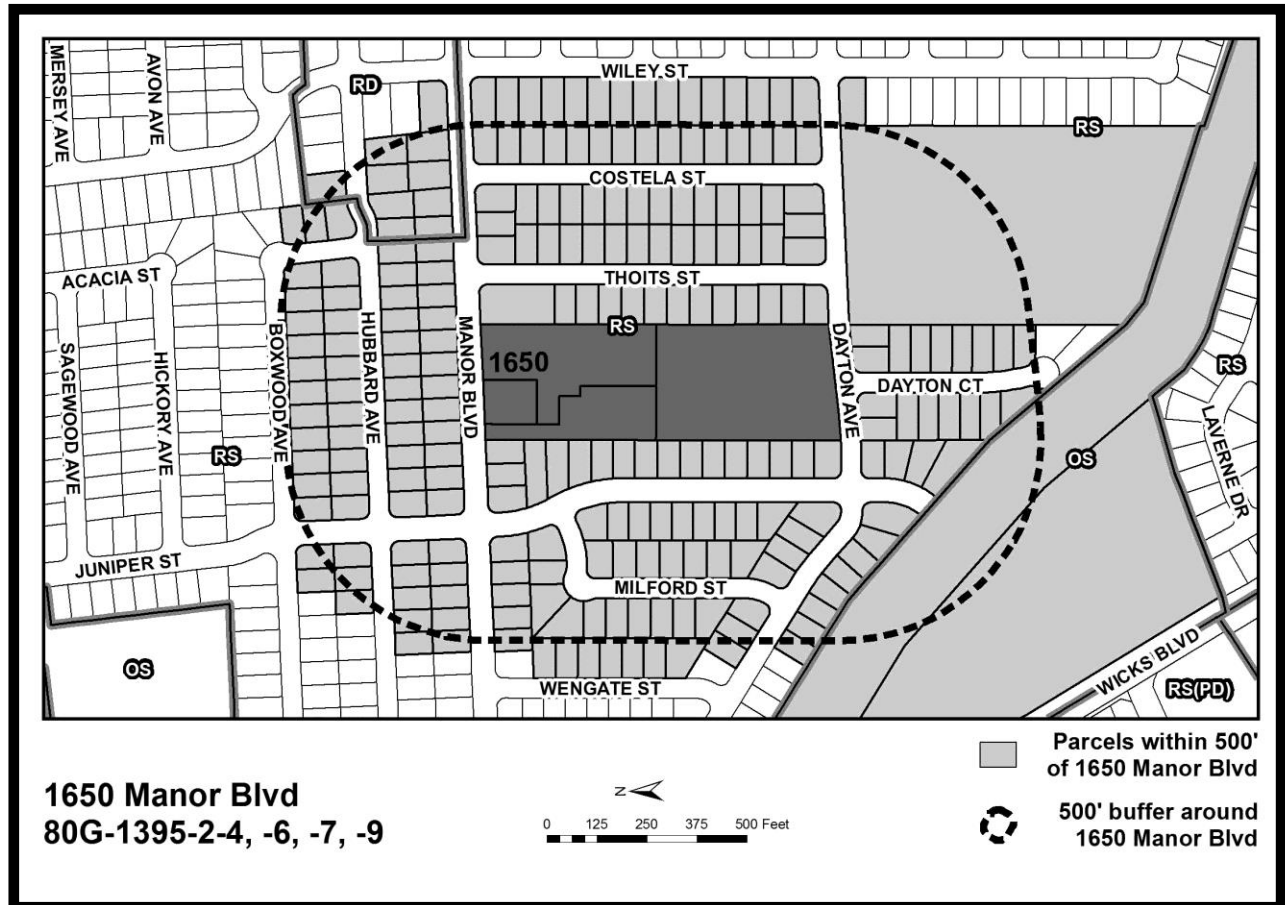 MERSEY AVE
AVON AVE
RD
WILEY ST
RS
COSTELA ST
ACACIA ST
THOITS ST
RS
SAGEWOOD AVE
HICKORY AVE
BOXWOOD AVE
HUBBARD AVE
MANOR BLVD
1650
DAYTON AVE
DAYTON CT
RS
LAVERNE DR
RS
OS
JUNIPER ST
MILFORD ST
OS
WENGATE ST
WICKS BLVD
RS(PD)
1650 Manor Blvd
80G-1395-2-4, -6, -7, -9
N
0 125 250 375 500 Feet
Parcels within 500'
of 1650 Manor Blvd
500' buffer around
1650 Manor Blvd